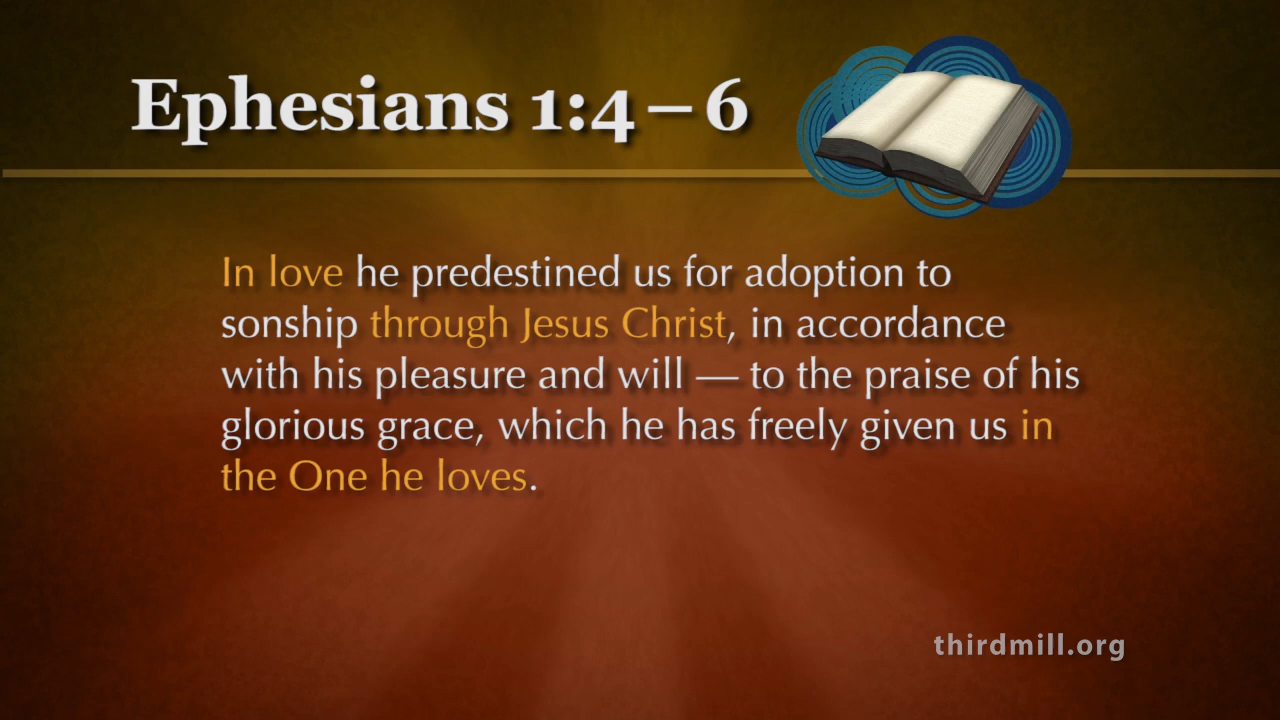 Ephesians 1:4 – 6
In love he predestined us for adoption to
sonship through Jesus Christ, in accordance
with his pleasure and will — to the praise of his
glorious grace, which he has freely given us in
the One he loves.
thirdmill.org